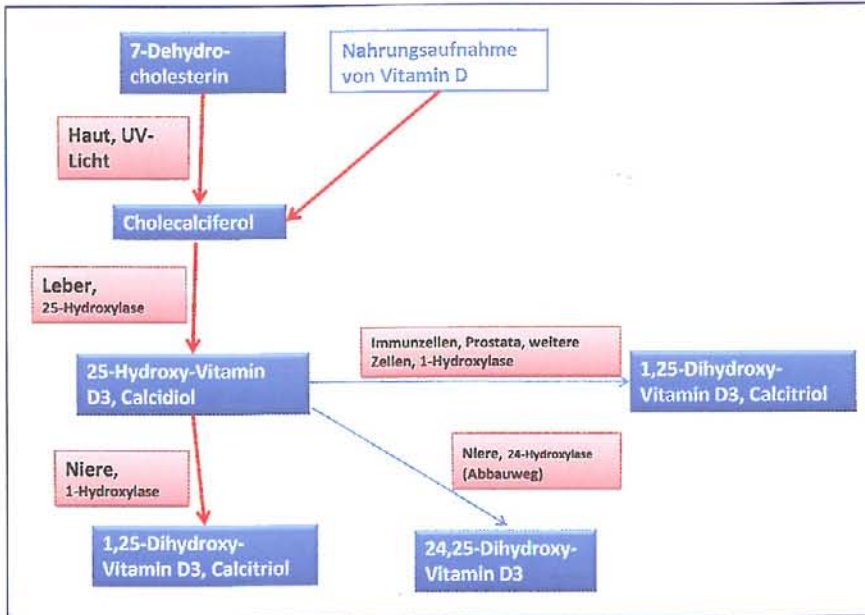 7-Dehydro-
cholesterin
Nahrungsaufnahme
von Vitamin D
Haut, UV-
Licht
Cholecalciferol
Leber,
25-Hydroxylase
Immunzellen, Prostata, weitere
Zellen, 1-Hydroxylase
25-Hydroxy-Vitamin
D3, Calcidiol
1,25-Dihydroxy-
Vitamin D3, Calcitriol
Niere,
1-Hydroxylase
Niere, 24-Hydroxylase
(Abbauweg)
1,25-Dihydroxy-
Vitamin D3, Calcitriol
24,25-Dihydroxy-
Vitamin D3